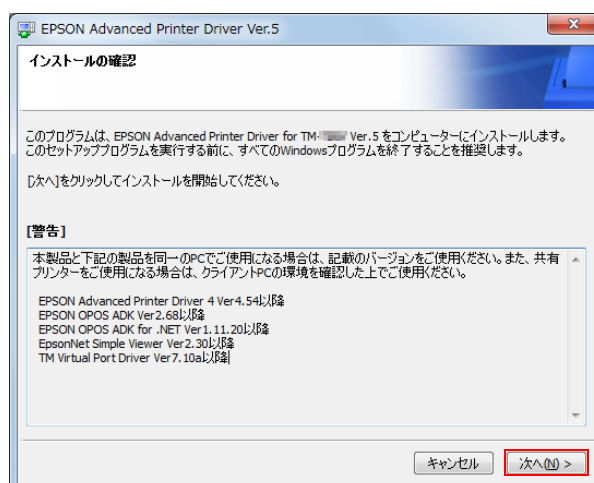 EPSON Advanced Printer Driver Ver.5
インストールの確認
このプログラムは、EPSON Advanced Printer Driver for TM- Ver.5 をコンピューターにインストールします。
このセットアッププログラムを実行する前に、すべてのWindowsプログラムを終了することを推奨します。
[次へ]をクリックしてインストールを開始してください。
[警告]
本製品と下記の製品を同一のPCでご使用になる場合は、記載のバージョンをご使用ください。また、共有
プリンターをご使用になる場合は、クライアントPCの環境を確認した上でご使用ください。
EPSON Advanced Printer Driver 4 Ver4.54以降
EPSON OPOS ADK Ver2.68以降
EPSON OPOS ADK for .NET Ver1.11.20以降
EpsonNet Simple Viewer Ver2.30以降
TM Virtual Port Driver Ver7.10a以降
キャンセル
次へ(N) >